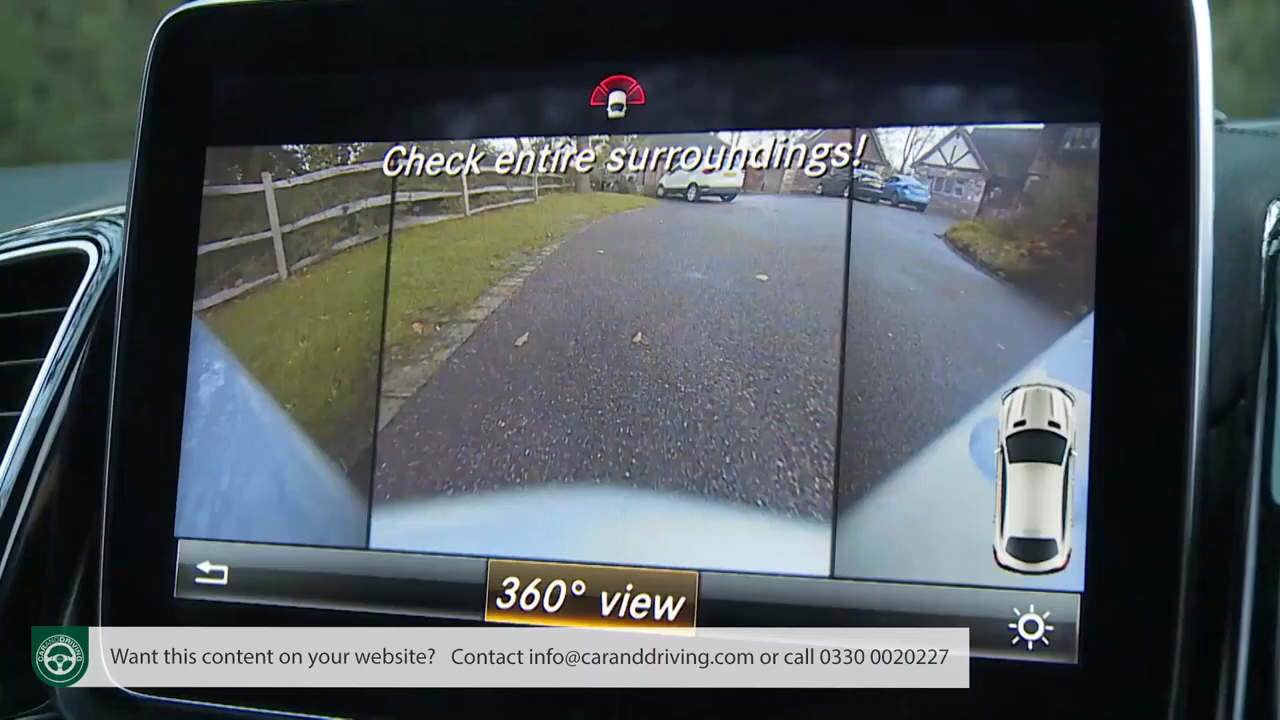 Check entire surroundings!
360° view
CARANDDRIVING
Want this content on your website? Contact info@caranddriving.com or call 0330 0020227